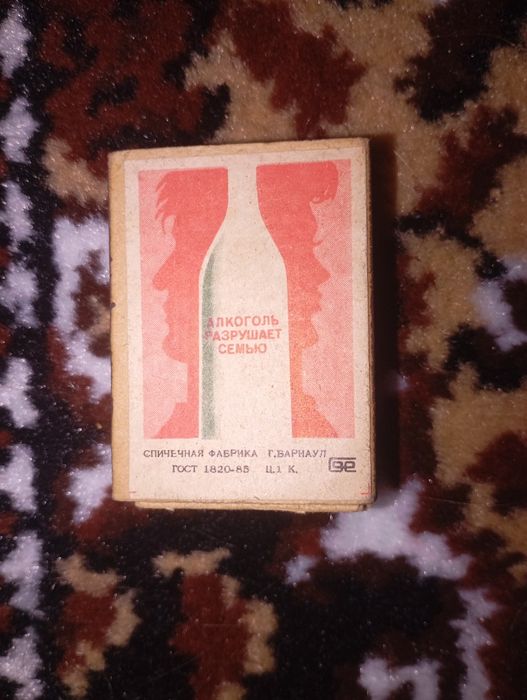 АЛКОГОЛЬ
РАЗРУШАЕТ
СЕМЬЮ
СПИЧЕЧНАЯ ФАБРИКА Г.БАРНАУЛ
ГОСТ 1820-85 Ц.1 К.